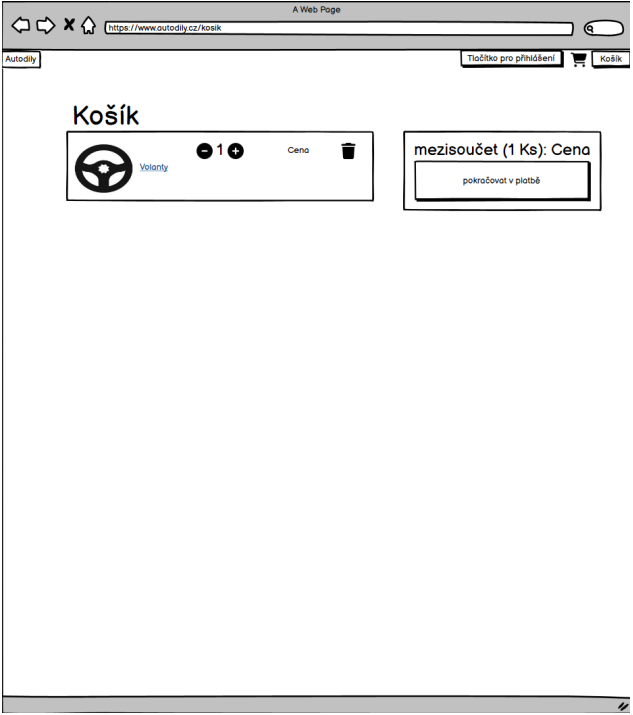 A Web Page
https://www.autodily.cz/kosik
Autodily
Tlačítko pro přihlášení
Košík
Košík
Volanty
1
Cena
mezisoučet (1 Ks): Cena
pokračovat v platbě